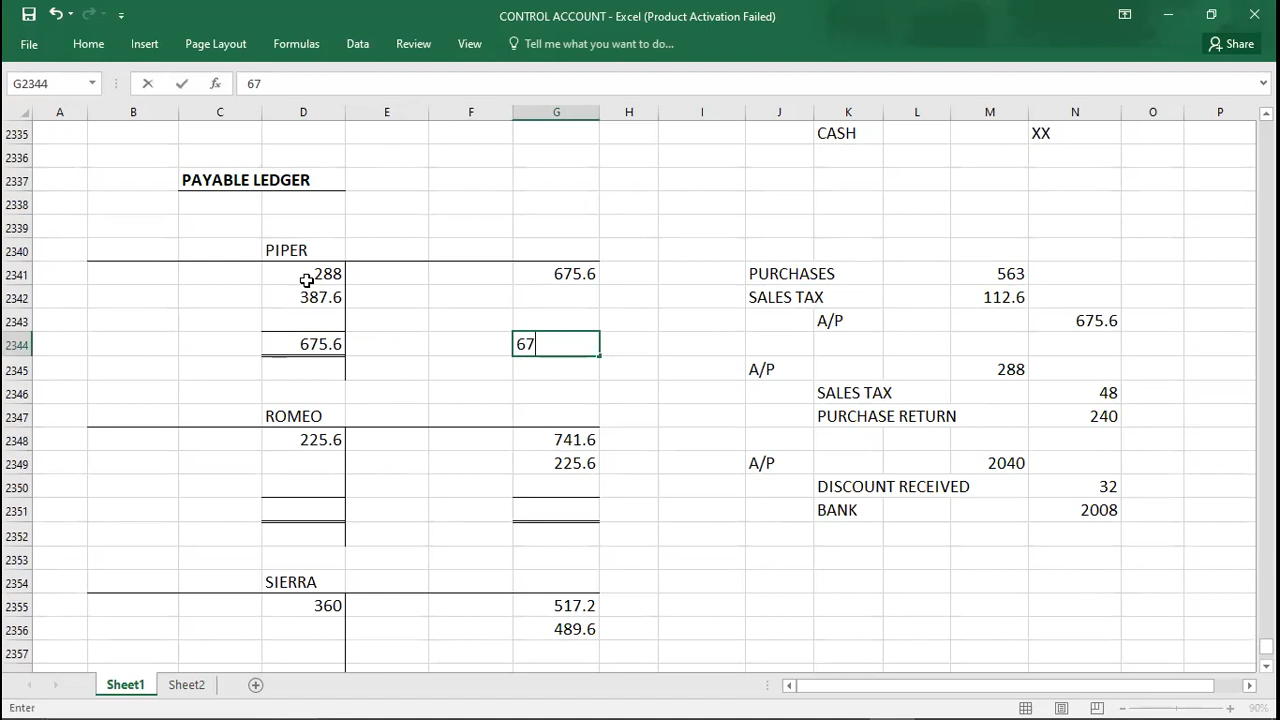 CONTROL ACCOUNT - Excel (Product Activation Failed)
File Home Insert Page Layout Formulas Data Review View Tell me what you want to do... Share
G2344 fx 67
A B C D E F G H I J K L M N O P
2335 CASH XX
2336
2337 PAYABLE LEDGER
2338
2339
2340 PIPER
2341 288 675.6 PURCHASES 563
2342 387.6 SALES TAX 112.6
2343 A/P 675.6
2344 675.6 67
2345 A/P 288
2346 SALES TAX 48
2347 ROMEO PURCHASE RETURN 240
2348 225.6 741.6
2349 225.6 A/P 2040
2350 DISCOUNT RECEIVED 32
2351 BANK 2008
2352
2353
2354 SIERRA
2355 360 517.2
2356 489.6
2357
Sheet1 Sheet2
Enter 90%